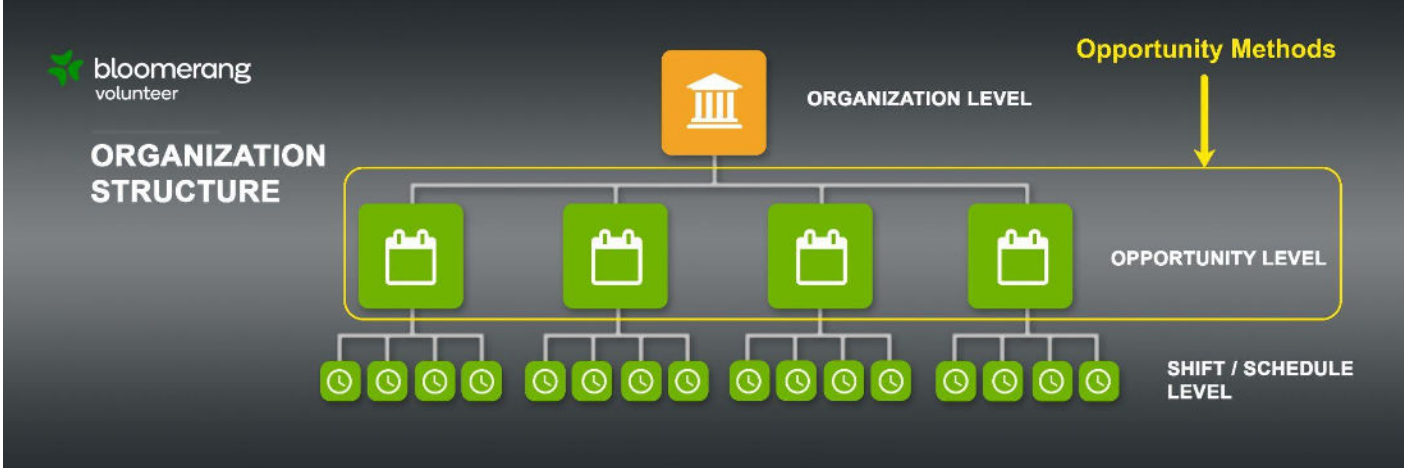 bloomerang
volunteer
ORGANIZATION
STRUCTURE
Opportunity Methods
ORGANIZATION LEVEL
OPPORTUNITY LEVEL
SHIFT / SCHEDULE
LEVEL